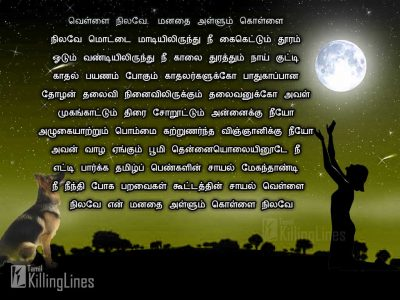 வெள்ளை நிலவே, மனதை அள்ளும் கொள்ளை
நிலவே மொட்டை மாடியிலிருந்து நீ கைகெட்டும் தூரம்
ஓடும் வண்டியிலிருந்து நீ காலை துரத்தும் நாய் குட்டி
காதல் பயணம் போகும் காதலர்களுக்கோ பாதுகாப்பான
தோழன் தலைவி நினைவிலிருக்கும் தலைவனுக்கோ அவள்
முகங்காட்டும் திரை சோறூட்டும் அன்னைக்கு நீயோ
அழுகையாற்றும் பொம்மை கற்றுணர்ந்த விஞ்ஞானிக்கு நீயோ
அவன் வாழ ஏங்கும் பூமி தென்னையொலையினூடே நீ
எட்டி பார்க்க தமிழ்ப் பெண்களின் சாயல் மேகந்தாண்டி
நீ நீந்தி போக பறவைகள் கூட்டத்தின் சாயல் வெள்ளை
நிலவே என் மனதை அள்ளும் கொள்ளை நிலவே
Tamil
KillingLines
Tamil
KillingLines